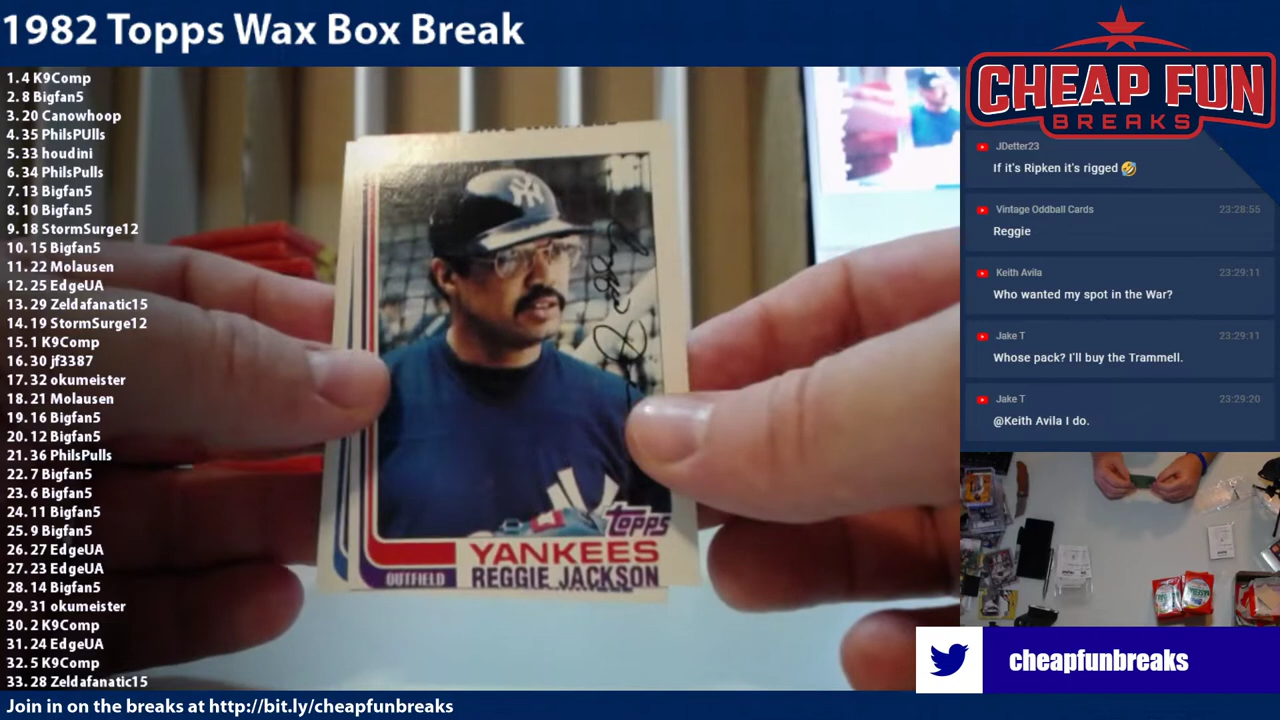 1982 Topps Wax Box Break
1. 4 K9Comp
2. 8 Bigfan5
3. 20 Canowhoop
4. 35 PhilsPUlls
5. 33 houdini
6. 34 PhilsPulls
7. 13 Bigfan5
8. 10 Bigfan5
9. 18 StormSurge12
10. 15 Bigfan5
11. 22 Molausen
12. 25 EdgeUA
13. 29 Zeldafanatic15
14. 19 StormSurge12
15. 1 K9Comp
16. 30 jf3387
17. 32 okumeister
18. 21 Molausen
19. 16 Bigfan5
20. 12 Bigfan5
21. 36 PhilsPulls
22. 7 Bigfan5
23. 6 Bigfan5
24. 11 Bigfan5
25. 9 Bigfan5
26. 27 EdgeUA
27. 23 EdgeUA
28. 14 Bigfan5
29. 31 okumeister
30. 2 K9Comp
31. 24 EdgeUA
32. 5 K9Comp
33. 28 Zeldafanatic15
NY
Topps
YANKEES
OUTFIELD REGGIE JACKSON
CHEAP FUN
BREAKS
JDetter23
If it's Ripken it's rigged 🤣
Vintage Oddball Cards 23:28:55
Reggie
Keith Avila 23:29:11
Who wanted my spot in the War?
Jake T 23:29:11
Whose pack? I'll buy the Trammell.
Jake T 23:29:20
@Keith Avila I do.
cheapfunbreaks
Join in on the breaks at http://bit.ly/cheapfunbreaks